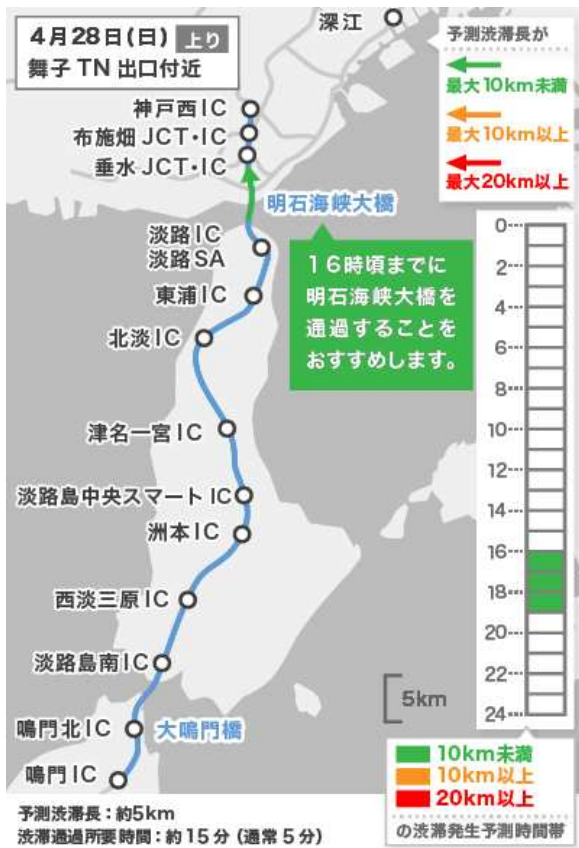 4月28日(日) 上り
舞子TN出口付近
深江
予測渋滞長が
最大10km未満
最大10km以上
最大20km以上
神戸西IC
布施畑JCT・IC
垂水JCT・IC
明石海峡大橋
淡路IC
淡路SA
16時頃までに
明石海峡大橋を
通過することを
おすすめします。
東浦IC
北淡IC
津名一宮IC
淡路島中央スマートIC
洲本IC
西淡三原IC
淡路島南IC
鳴門北IC
大鳴門橋
鳴門IC
0
2
4
6
8
10
12
14
16
18
20
22
24
5km
10km未満
10km以上
20km以上
の渋滞発生予測時間帯
予測渋滞長：約5km
渋滞通過所要時間：約15分（通常5分）